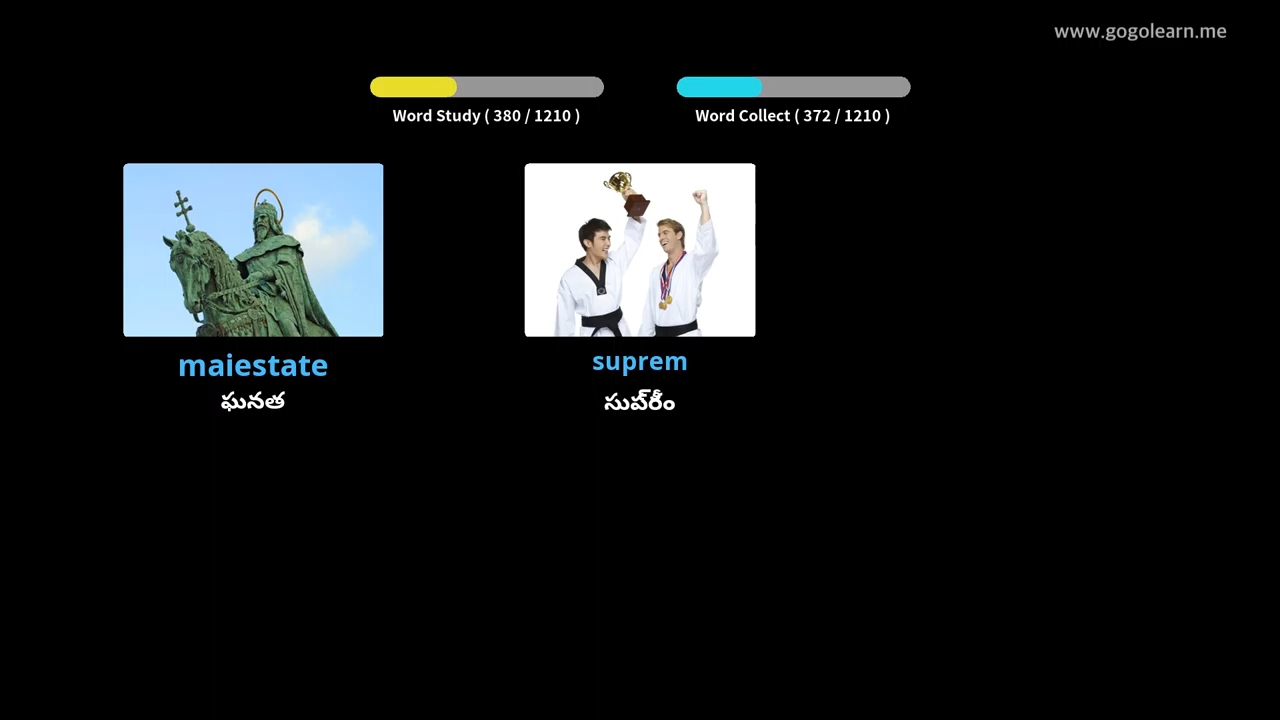 www.gogolearn.me
Word Study ( 380 / 1210 )
Word Collect ( 372 / 1210 )
maiestate
ఘనత
suprem
సుప్రీం